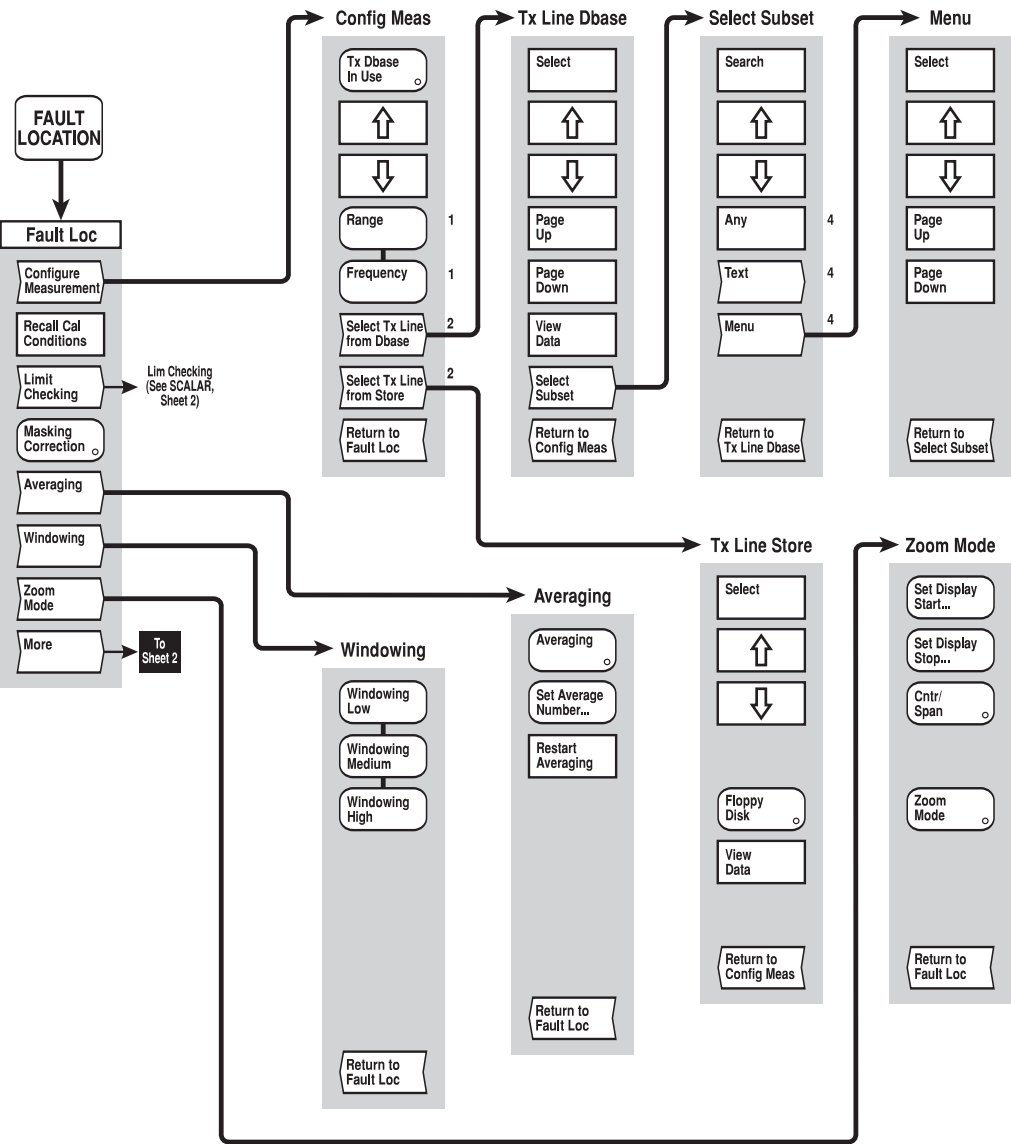 FAULT
LOCATION
Fault Loc
Configure
Measurement
Recall Cal
Conditions
Limit
Checking
Lim Checking
(See SCALAR,
Sheet 2)
Masking
Correction
Averaging
Windowing
Zoom
Mode
More
To
Sheet 2
Config Meas
Tx Dbase
In Use
Range
1
Frequency
1
Select Tx Line
from Dbase
2
Select Tx Line
from Store
2
Return to
Fault Loc
Tx Line Dbase
Select
Page
Up
Page
Down
View
Data
Select
Subset
Return to
Config Meas
Select Subset
Search
Any
4
Text
4
Menu
4
Return to
Tx Line Dbase
Menu
Select
Page
Up
Page
Down
Return to
Select Subset
Windowing
Windowing
Low
Windowing
Medium
Windowing
High
Return to
Fault Loc
Averaging
Averaging
Set Average
Number...
Restart
Averaging
Return to
Fault Loc
Tx Line Store
Select
Floppy
Disk
View
Data
Return to
Config Meas
Zoom Mode
Set Display
Start...
Set Display
Stop...
Cntr/
Span
Zoom
Mode
Return to
Fault Loc